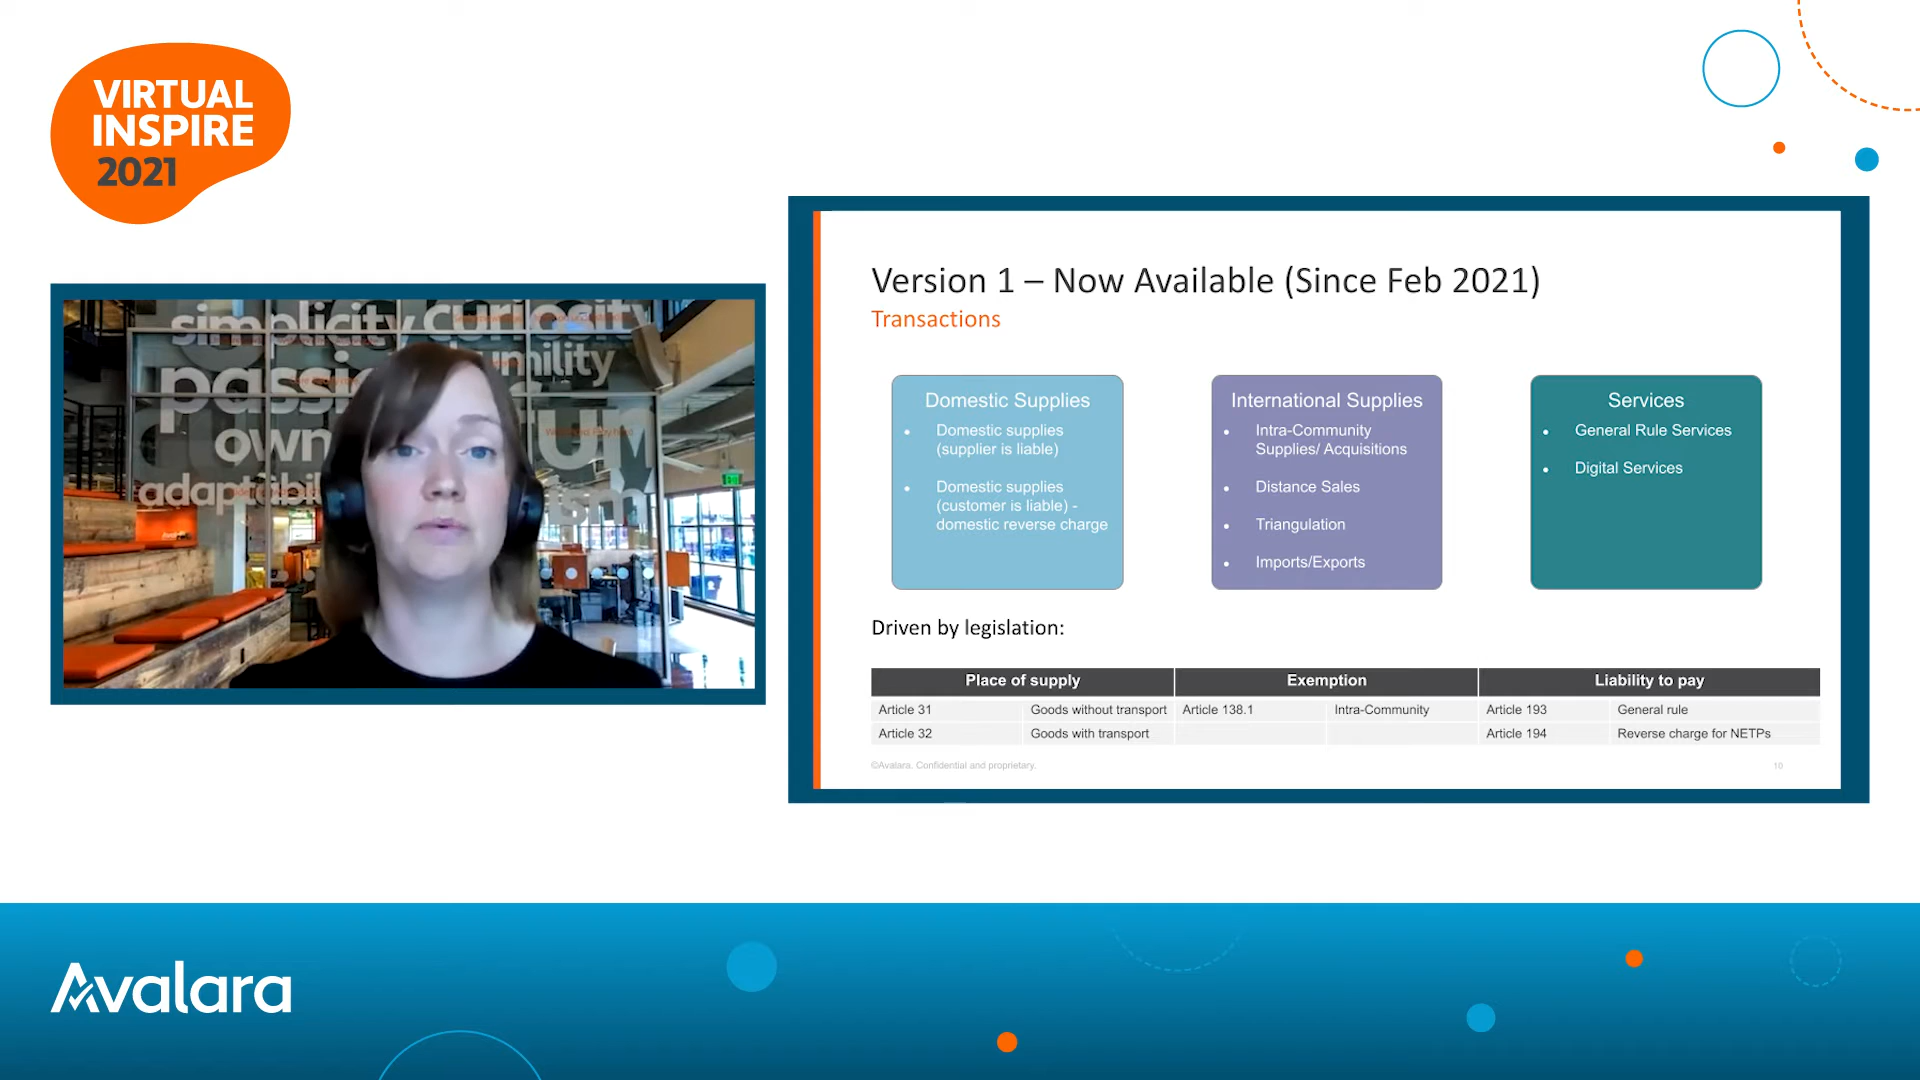 VIRTUAL
INSPIRE
2021
simplicity curiosity
passi
umility
own
adaptibil
ism
Version 1 – Now Available (Since Feb 2021)
Transactions
Domestic Supplies
• Domestic supplies
(supplier is liable)
• Domestic supplies
(customer is liable) -
domestic reverse charge
International Supplies
• Intra-Community
Supplies/ Acquisitions
• Distance Sales
• Triangulation
• Imports/Exports
Services
• General Rule Services
• Digital Services
Driven by legislation:
Place of supply Exemption Liability to pay
Article 31 Goods without transport Article 138.1 Intra-Community Article 193 General rule
Article 32 Goods with transport Article 194 Reverse charge for NETPs
©Avalara. Confidential and proprietary. 10
Avalara